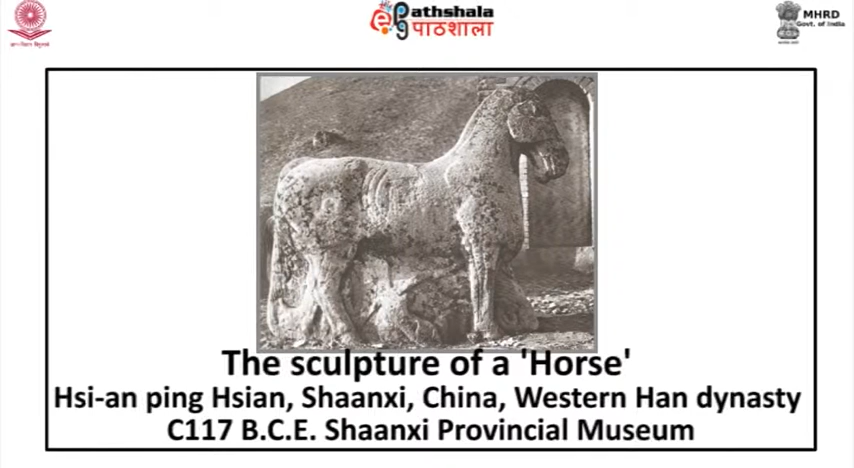 ePathshala
पाठशाला
MHRD
Govt. of India
The sculpture of a 'Horse'
Hsi-an ping Hsian, Shaanxi, China, Western Han dynasty
C117 B.C.E. Shaanxi Provincial Museum